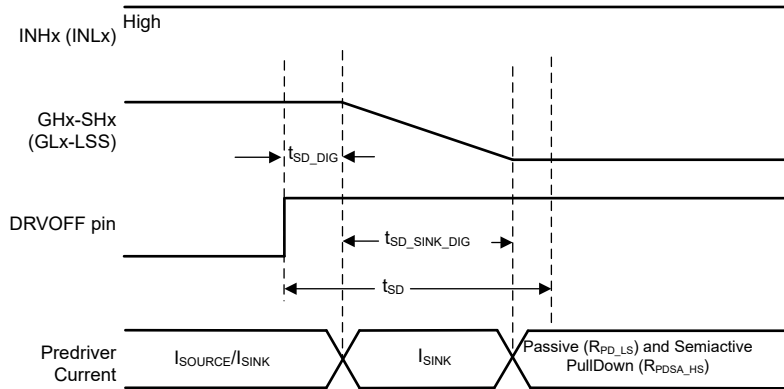 INHx (INLx)
High
GHx-SHx
(GLx-LSS)
tSD_DIG
DRVOFF pin
tSD_SINK_DIG
tSD
Predriver
Current
ISOURCE/ISINK
ISINK
Passive (RPD_LS) and Semiactive
PullDown (RPDSA_HS)